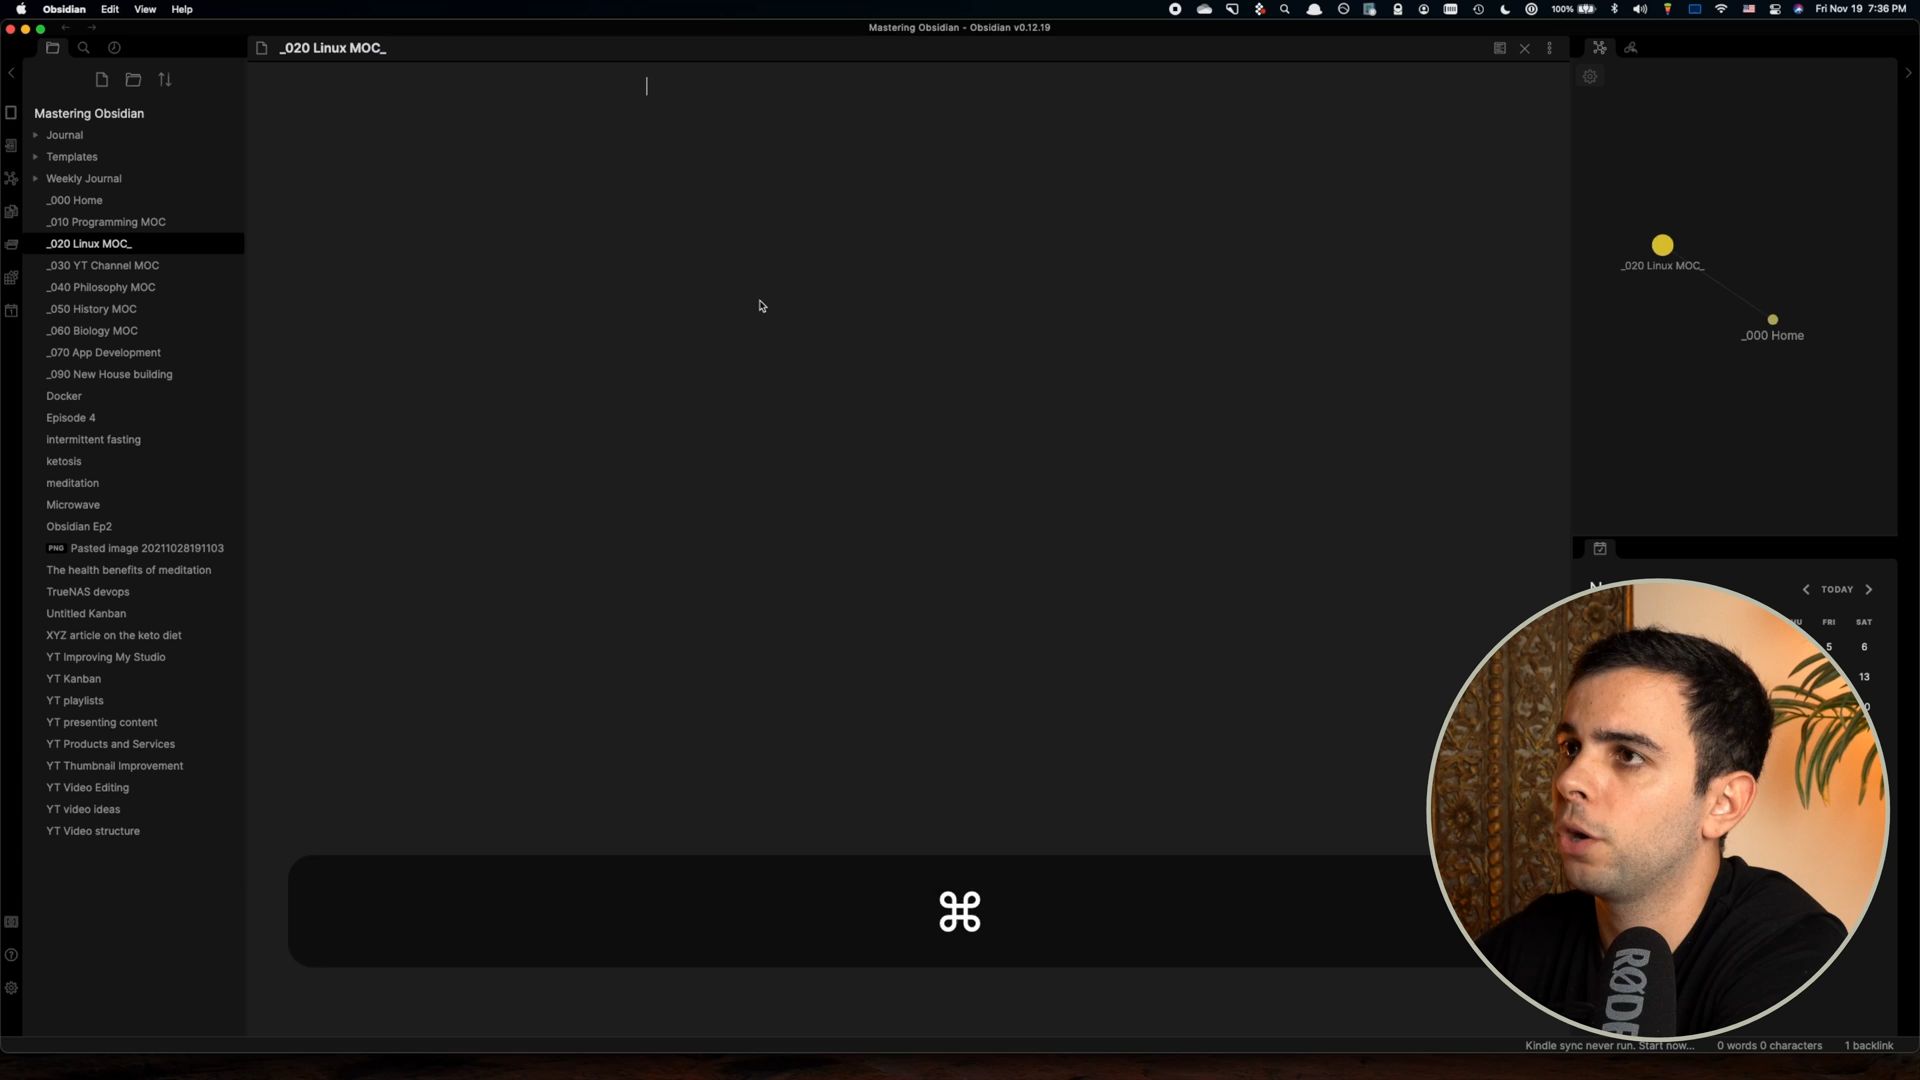 Obsidian Edit View Help
100% Fri Nov 19 7:36 PM
Mastering Obsidian - Obsidian v0.12.19
_020 Linux MOC_
Mastering Obsidian
Journal
Templates
Weekly Journal
_000 Home
_010 Programming MOC
_020 Linux MOC_
_030 YT Channel MOC
_040 Philosophy MOC
_050 History MOC
_060 Biology MOC
_070 App Development
_090 New House building
Docker
Episode 4
intermittent fasting
ketosis
meditation
Microwave
Obsidian Ep2
PNG Pasted image 20211028191103
The health benefits of meditation
TrueNAS devops
Untitled Kanban
XYZ article on the keto diet
YT Improving My Studio
YT Kanban
YT playlists
YT presenting content
YT Products and Services
YT Thumbnail Improvement
YT Video Editing
YT video ideas
YT Video structure
⌘
_020 Linux MOC_
_000 Home
TODAY
FRI SAT
5 6
13
RØDE
Kindle sync never run. Start now... 0 words 0 characters 1 backlink